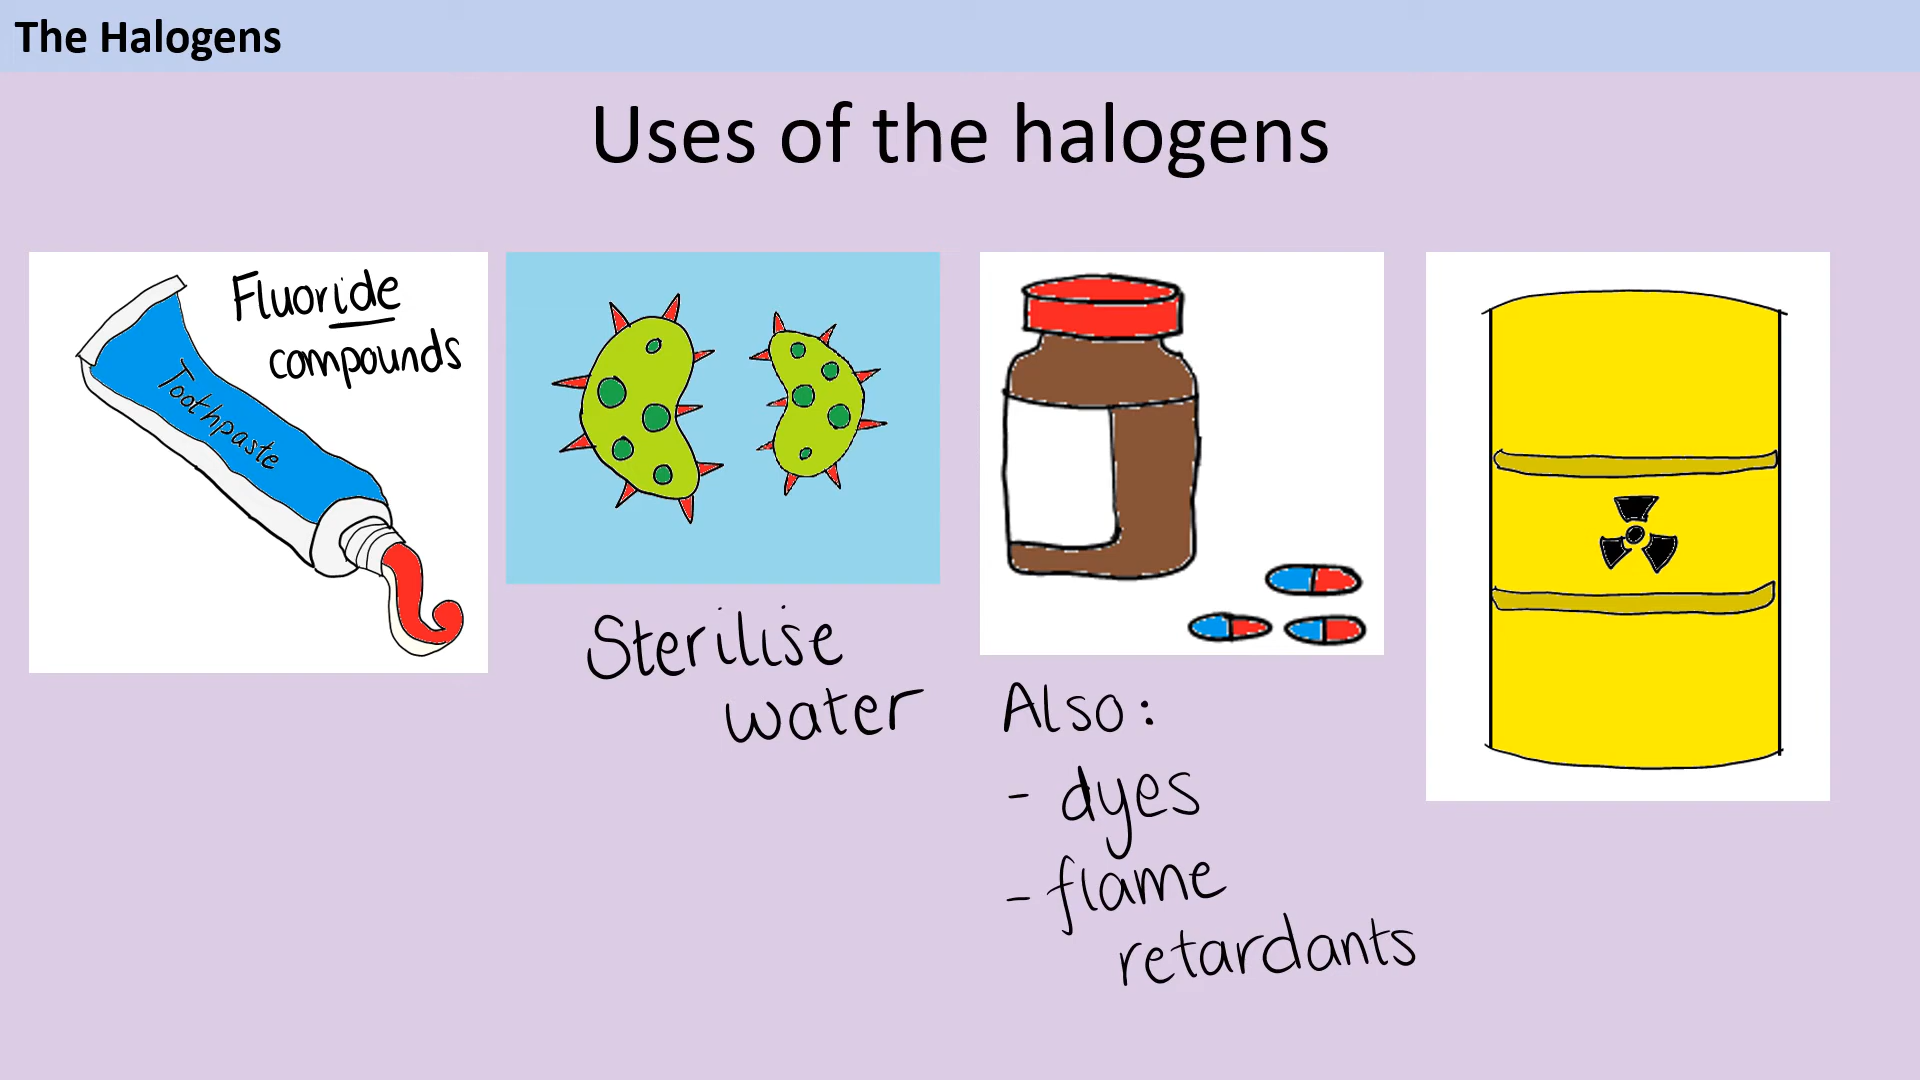 The Halogens
Uses of the halogens
Fluoride
compounds
Toothpaste
Sterilise
water
Also:
- dyes
- flame
retardants